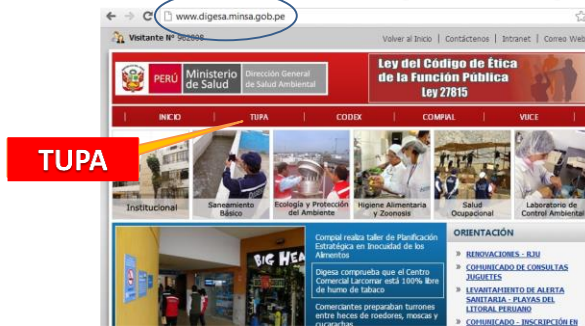 www.digesa.minsa.gob.pe
Visitante Nº
Volver al Inicio | Contáctenos | Intranet | Correo Web
PERÚ
Ministerio
de Salud
Dirección General
de Salud Ambiental
Ley del Código de Ética
de la Función Pública
Ley 27815
INICIO | TUPA | CODEX | COMPIAL | VUCE
TUPA
Institucional
Saneamiento
Básico
Ecología y Protección
del Ambiente
Higiene Alimentaria
y Zoonosis
Salud
Ocupacional
Laboratorio de
Control Ambiental
BIG HEA
Compial realiza taller de Planificación
Estratégica en Inocuidad de los
Alimentos
Digesa comprueba que el Centro
Comercial Larcomar está 100% libre
de humo de tabaco
Comerciantes preparaban turrones
entre heces de roedores, moscas y
cucarachas
ORIENTACIÓN
RENOVACIONES - RJU
COMUNICADO DE CONSULTAS
JUGUETES
LEVANTAMIENTO DE ALERTA
SANITARIA - PLAYAS DEL
LITORAL PERUANO
COMUNICADO - INSCRIPCIÓN EN